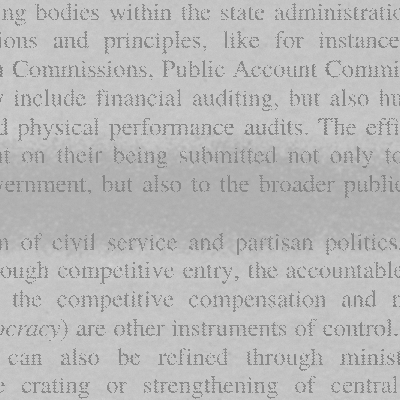 ng bodies within the state administratio
ions and principles, like for instance
n Commissions, Public Account Commi
y include financial auditing, but also hu
d physical performance audits. The effi
nt on their being submitted not only to
vernment, but also to the broader public
n of civil service and partisan politics.
ough competitive entry, the accountable
the competitive compensation and r
ocracy) are other instruments of control.
can also be refined through minist
e crating or strengthening of central